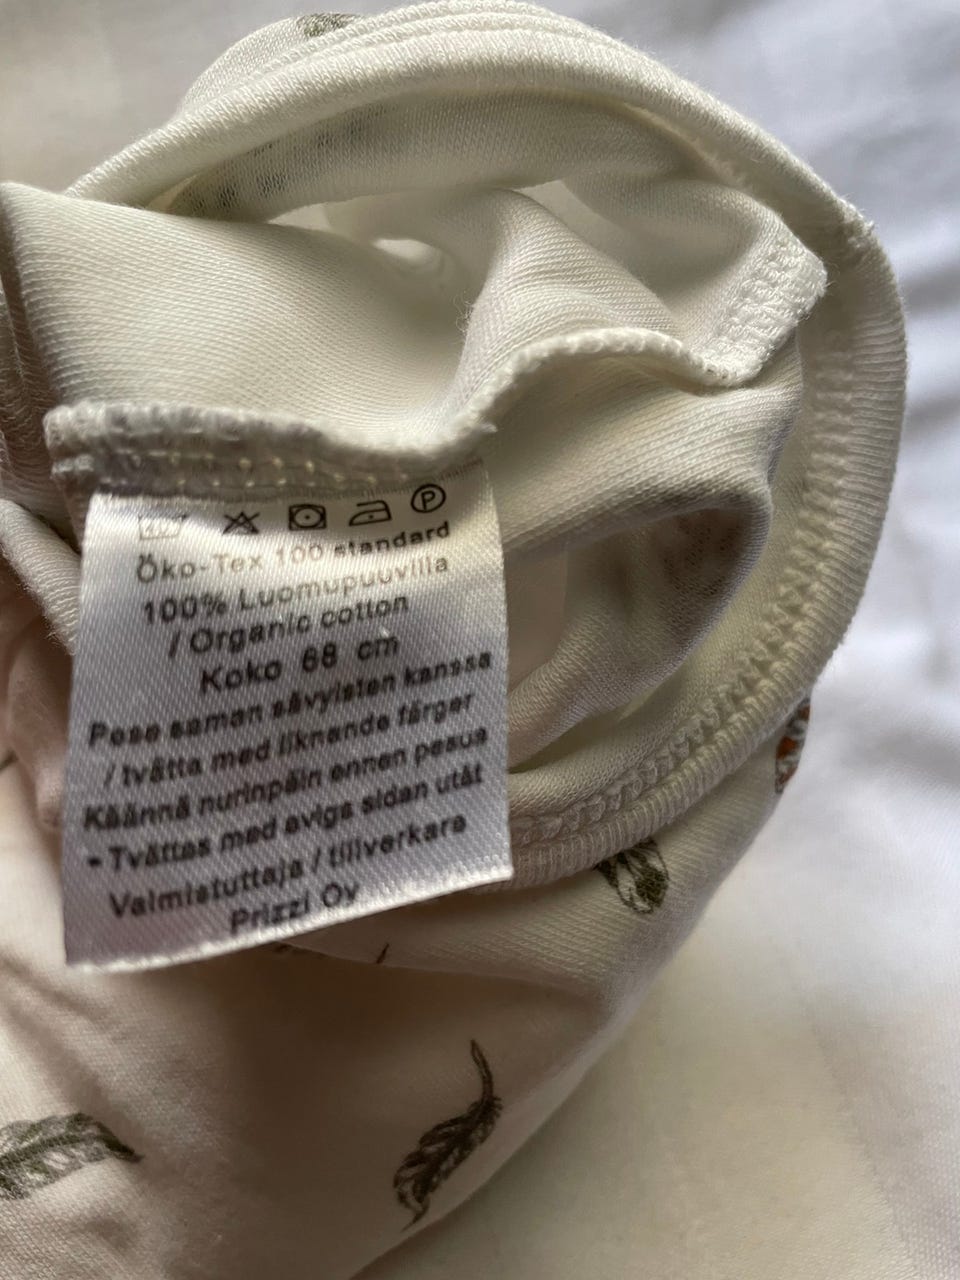 P
Öko-Tex 100 standard
100% Luomupuuvilla
/ Organic cotton
Koko 68 cm
Pese saman sävyisten kanssa
/ tvätta med liknande färger
Käännä nurinpäin ennen pesua
- Tvättas med aviga sidan utåt
Valmistuttaja / tillverkare
Prizzi Oy